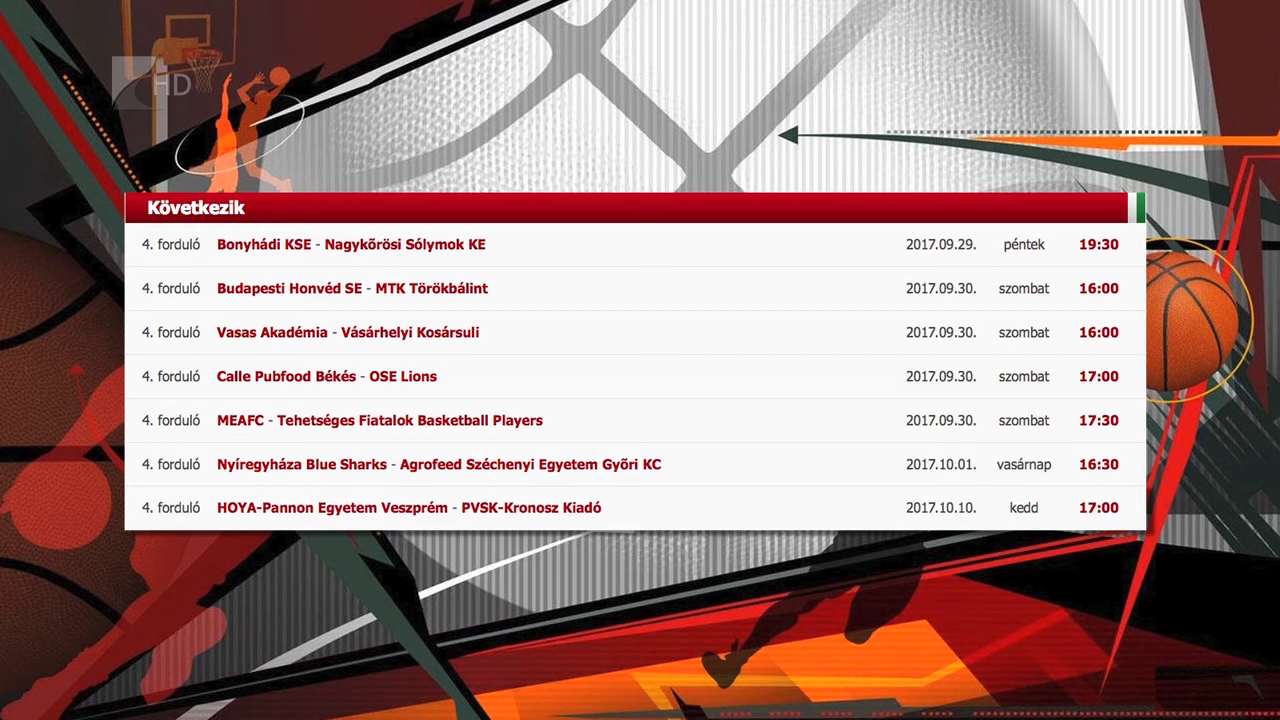 HD
Következik
4. forduló Bonyhádi KSE - Nagykőrösi Sólymok KE 2017.09.29. péntek 19:30
4. forduló Budapesti Honvéd SE - MTK Törökbálint 2017.09.30. szombat 16:00
4. forduló Vasas Akadémia - Vásárhelyi Kosársuli 2017.09.30. szombat 16:00
4. forduló Calle Pubfood Békés - OSE Lions 2017.09.30. szombat 17:00
4. forduló MEAFC - Tehetséges Fiatalok Basketball Players 2017.09.30. szombat 17:30
4. forduló Nyíregyháza Blue Sharks - Agrofeed Széchenyi Egyetem Győri KC 2017.10.01. vasárnap 16:30
4. forduló HOYA-Pannon Egyetem Veszprém - PVSK-Kronosz Kiadó 2017.10.10. kedd 17:00